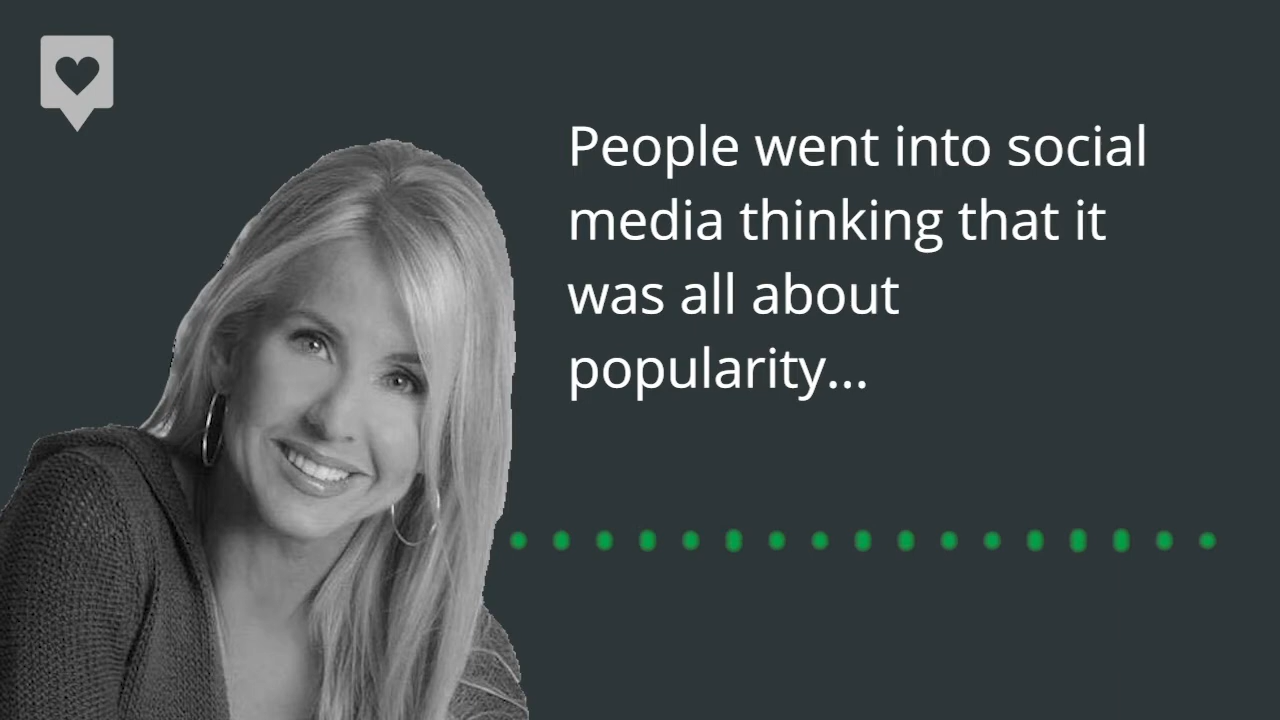 People went into social
media thinking that it
was all about
popularity...